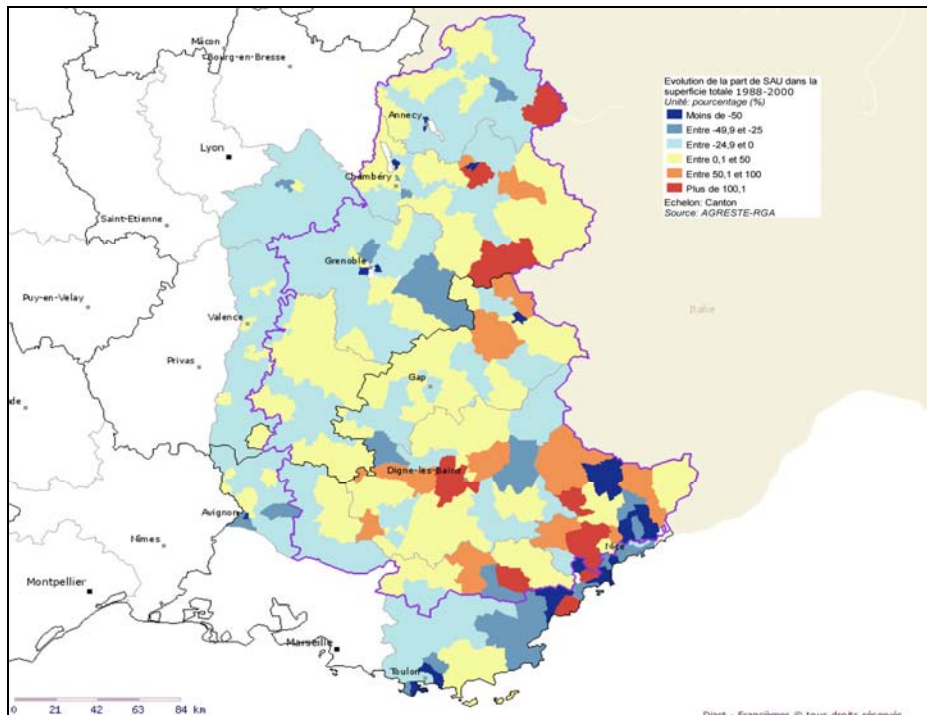 Mâcon
Bourg-en-Bresse
Evolution de la part de SAU dans la
superficie totale 1988-2000
Unité: pourcentage (%)
Moins de -50
Entre -49,9 et -25
Entre -24,9 et 0
Entre 0,1 et 50
Entre 50,1 et 100
Plus de 100,1
Echelon: Canton
Source: AGRESTE-RGA
Annecy
Lyon
Chambéry
Saint-Etienne
Grenoble
Puy-en-Velay
Italie
Valence
Privas
Gap
Digne-les-Bains
Avignon
Nîmes
Nice
Montpellier
Marseille
Toulon
0 21 42 63 84 km